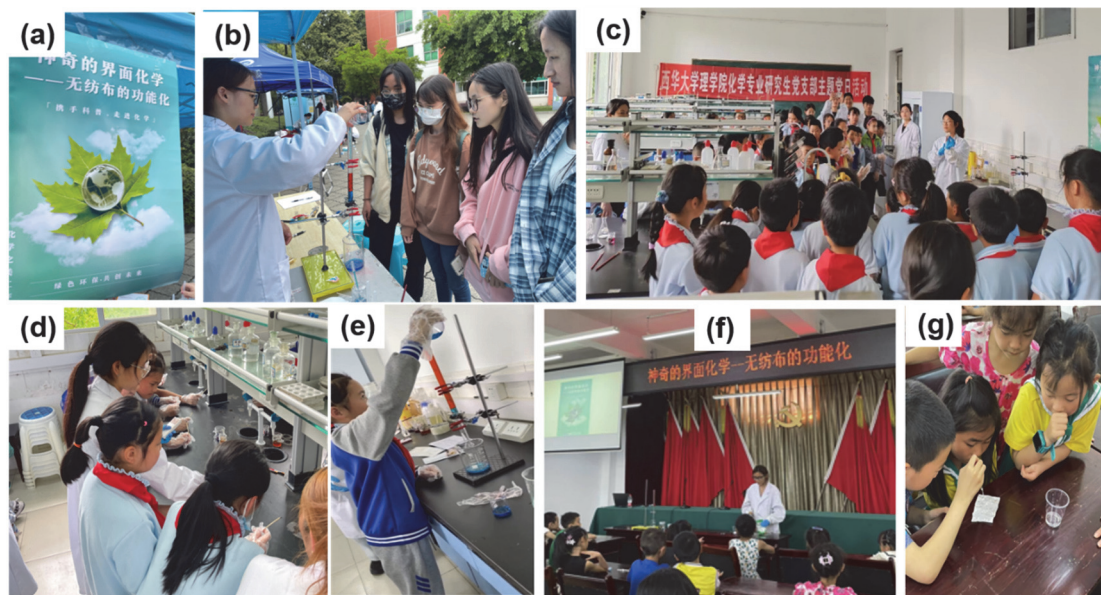 (a)
神奇的界面化学
——无纺布的功能化
「携手科普，走进化学」
绿色环保共创未来
(b)
(c)
西华大学理学院化学专业研究生党支部主题党日活动
(d)
(e)
(f)
神奇的界面化学—无纺布的功能化
(g)